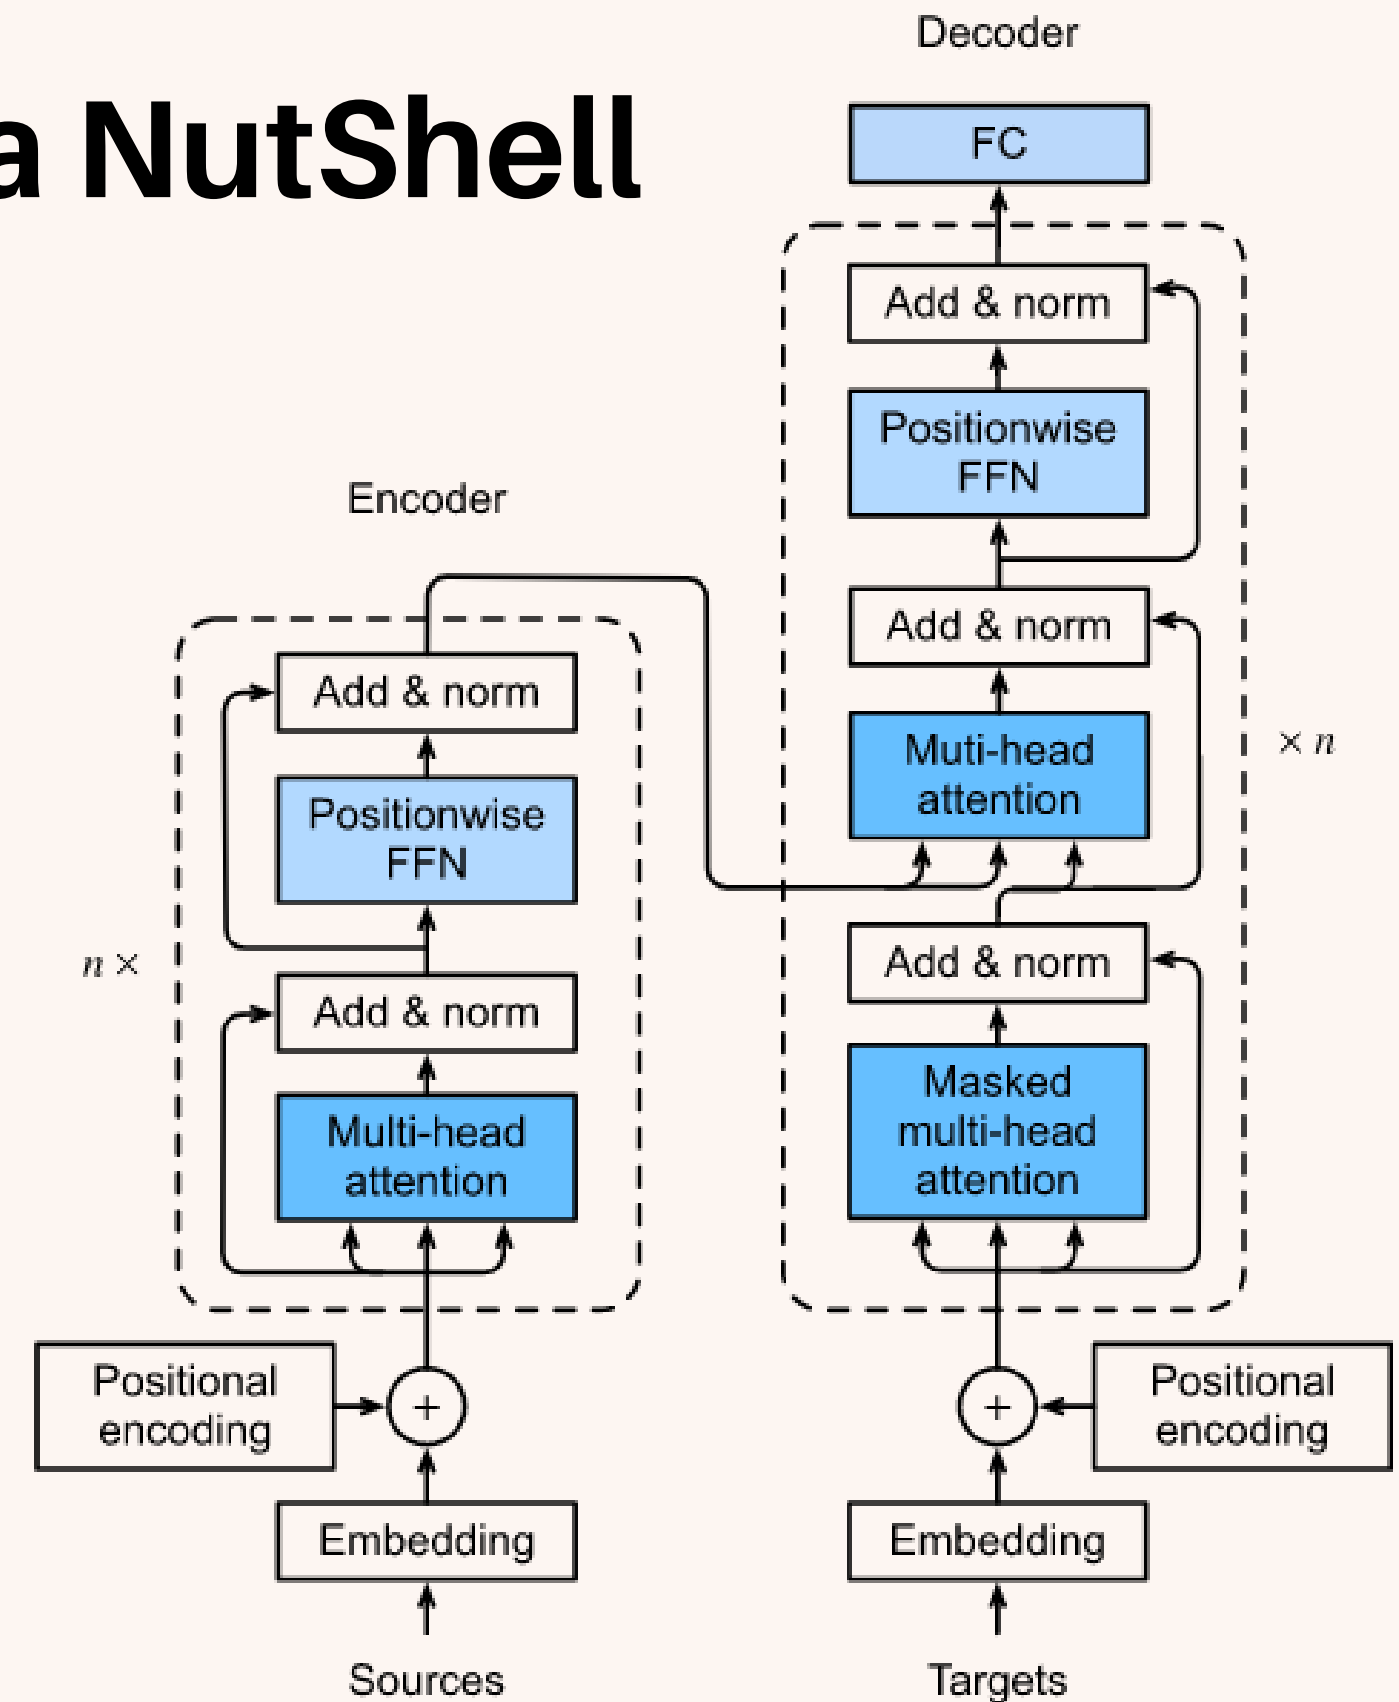 a NutShell
Decoder
FC
Add & norm
Positionwise
FFN
Add & norm
Muti-head
attention
× n
Add & norm
Masked
multi-head
attention
Positional
encoding
+
Embedding
Targets
Encoder
Add & norm
Positionwise
FFN
n ×
Add & norm
Multi-head
attention
Positional
encoding
+
Embedding
Sources